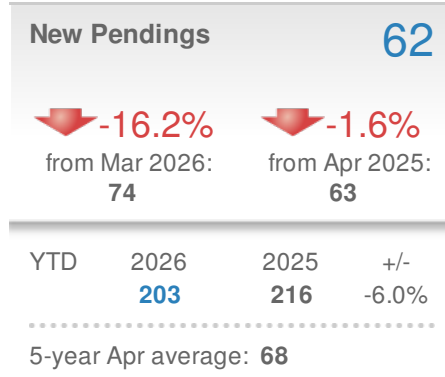 New Pendings 62
-16.2% -1.6%
from Mar 2026: from Apr 2025:
74 63
YTD 2026 2025 +/-
203 216 -6.0%
5-year Apr average: 68